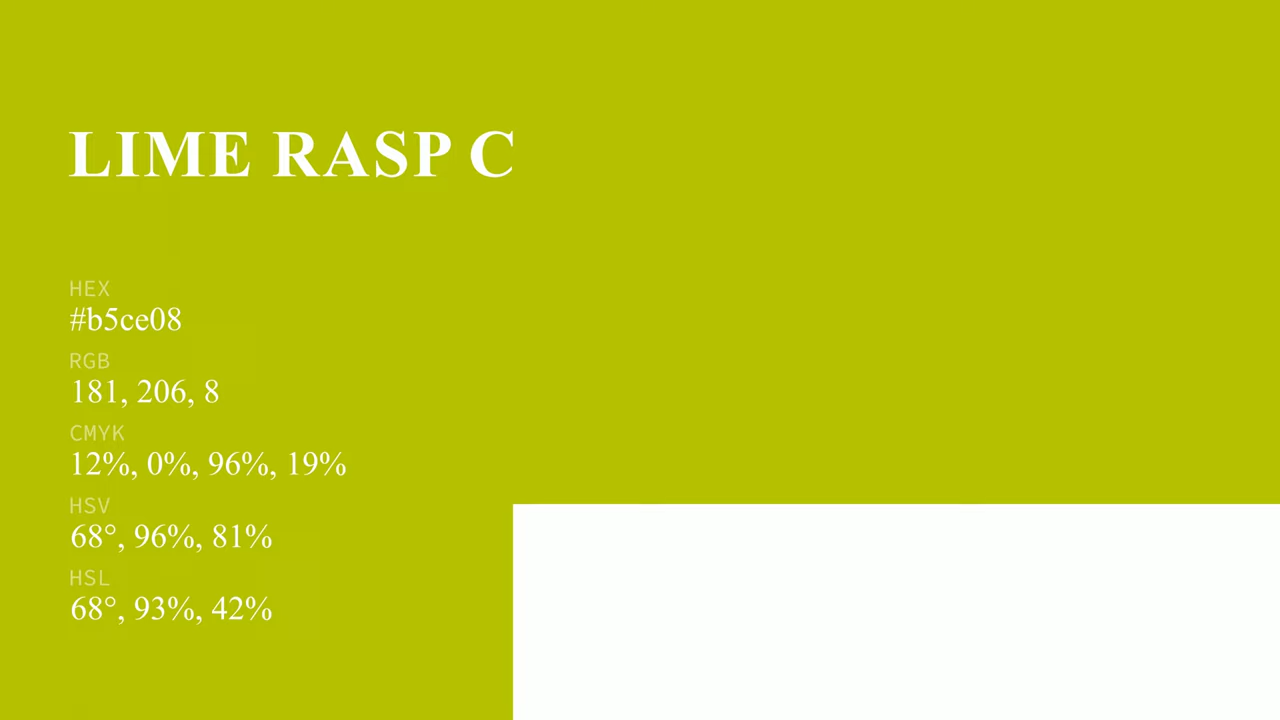 LIME RASP C
HEX
#b5ce08
RGB
181, 206, 8
CMYK
12%, 0%, 96%, 19%
HSV
68°, 96%, 81%
HSL
68°, 93%, 42%